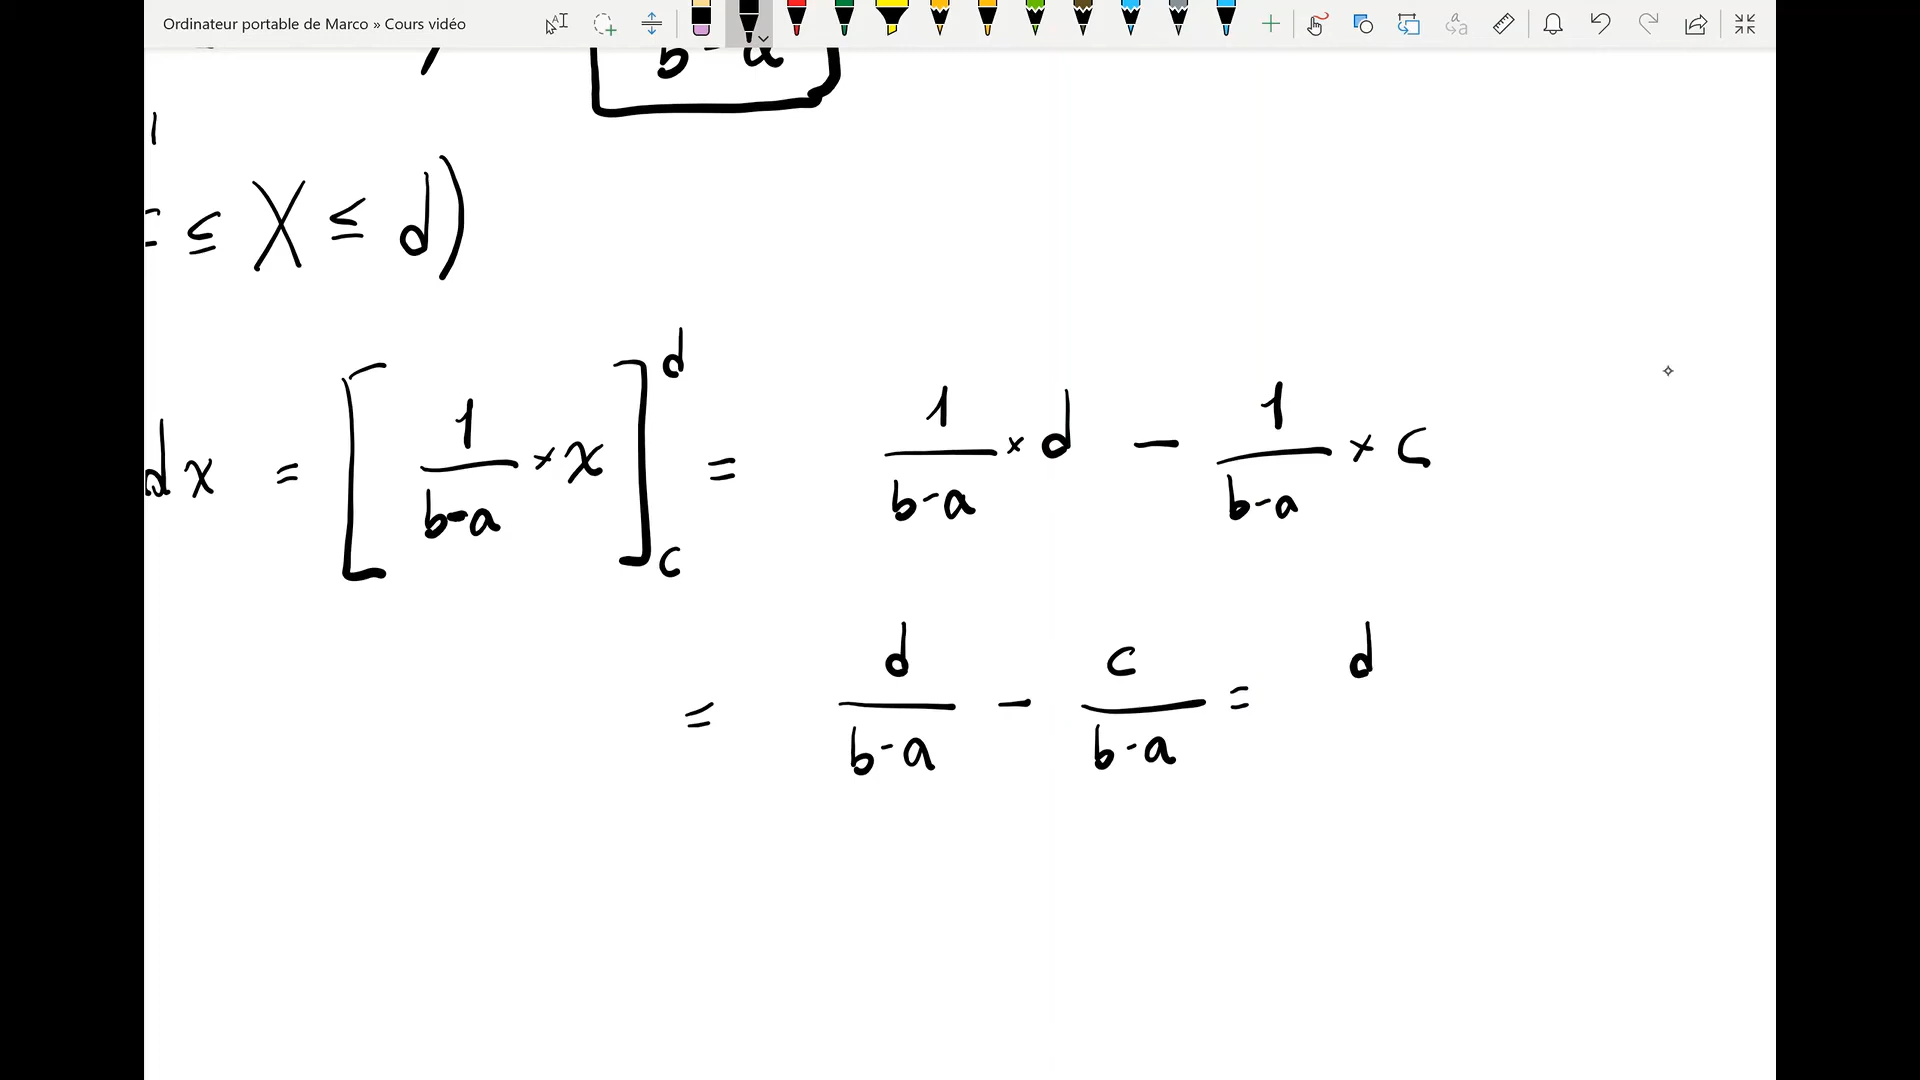 Ordinateur portable de Marco » Cours vidéo
b-a
≤ X ≤ d)
dx = [ 1/(b-a) × x ]_c^d = 1/(b-a) × d - 1/(b-a) × c
= d/(b-a) - c/(b-a) = d